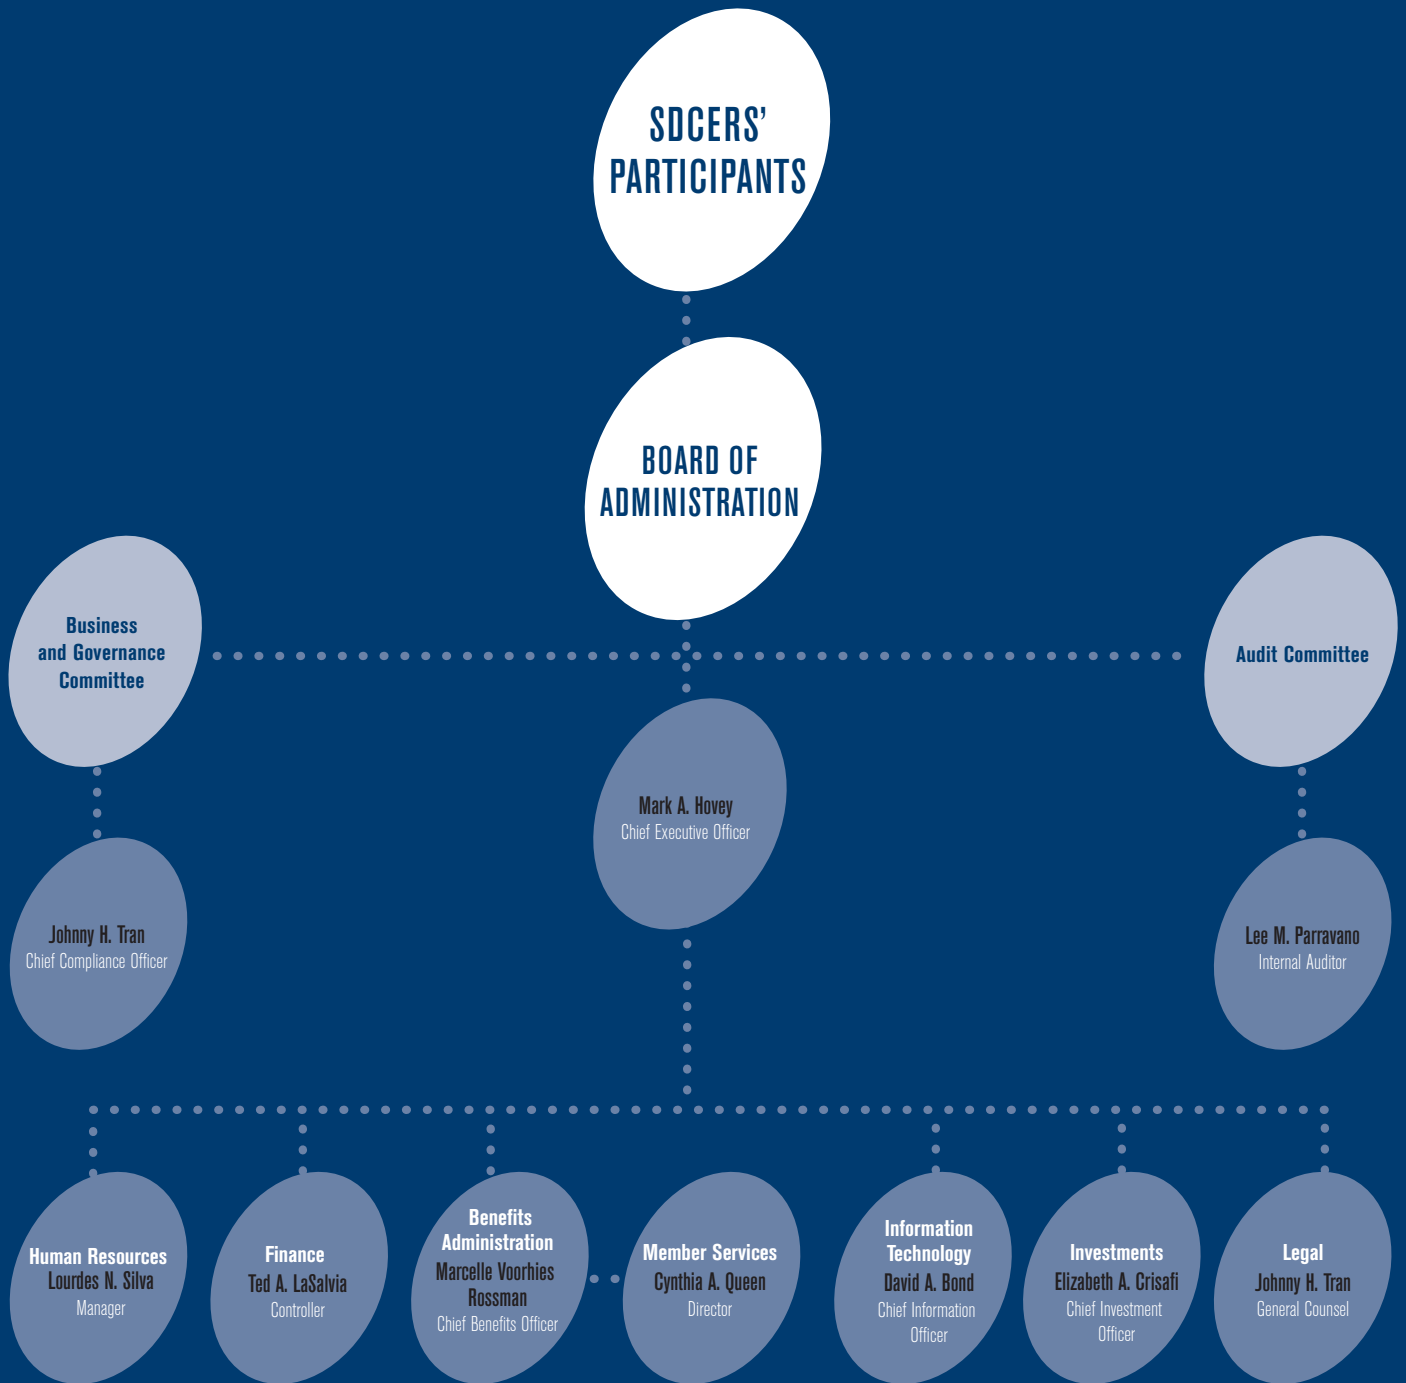 SDCERS’
PARTICIPANTS
BOARD OF
ADMINISTRATION
Business
and Governance
Committee
Audit Committee
Mark A. Hovey
Chief Executive Officer
Johnny H. Tran
Chief Compliance Officer
Lee M. Parravano
Internal Auditor
Human Resources
Lourdes N. Silva
Manager
Finance
Ted A. LaSalvia
Controller
Benefits
Administration
Marcelle Voorhies
Rossman
Chief Benefits Officer
Member Services
Cynthia A. Queen
Director
Information
Technology
David A. Bond
Chief Information
Officer
Investments
Elizabeth A. Crisafi
Chief Investment
Officer
Legal
Johnny H. Tran
General Counsel